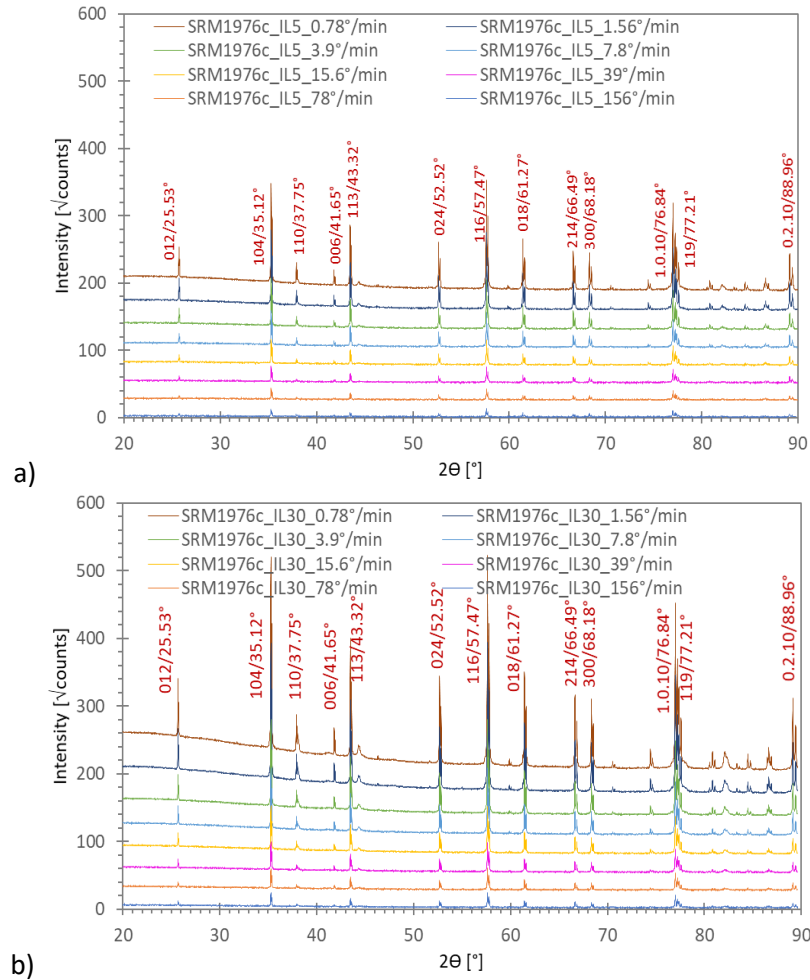 600
SRM1976c_IL5_0.78°/min SRM1976c_IL5_1.56°/min
SRM1976c_IL5_3.9°/min SRM1976c_IL5_7.8°/min
500
SRM1976c_IL5_15.6°/min SRM1976c_IL5_39°/min
SRM1976c_IL5_78°/min SRM1976c_IL5_156°/min
400
300
200
100
0
Intensity [√counts]
012/25.53°
104/35.12°
110/37.75°
006/41.65°
113/43.32°
024/52.52°
116/57.47°
018/61.27°
214/66.49°
300/68.18°
1.0.10/76.84°
119/77.21°
0.2.10/88.96°
20 30 40 50 60 70 80 90
2Θ [°]
a)
600
SRM1976c_IL30_0.78°/min SRM1976c_IL30_1.56°/min
SRM1976c_IL30_3.9°/min SRM1976c_IL30_7.8°/min
500
SRM1976c_IL30_15.6°/min SRM1976c_IL30_39°/min
SRM1976c_IL30_78°/min SRM1976c_IL30_156°/min
400
300
200
100
0
Intensity [√counts]
012/25.53°
104/35.12°
110/37.75°
006/41.65°
113/43.32°
024/52.52°
116/57.47°
018/61.27°
214/66.49°
300/68.18°
1.0.10/76.84°
119/77.21°
0.2.10/88.96°
20 30 40 50 60 70 80 90
2Θ [°]
b)